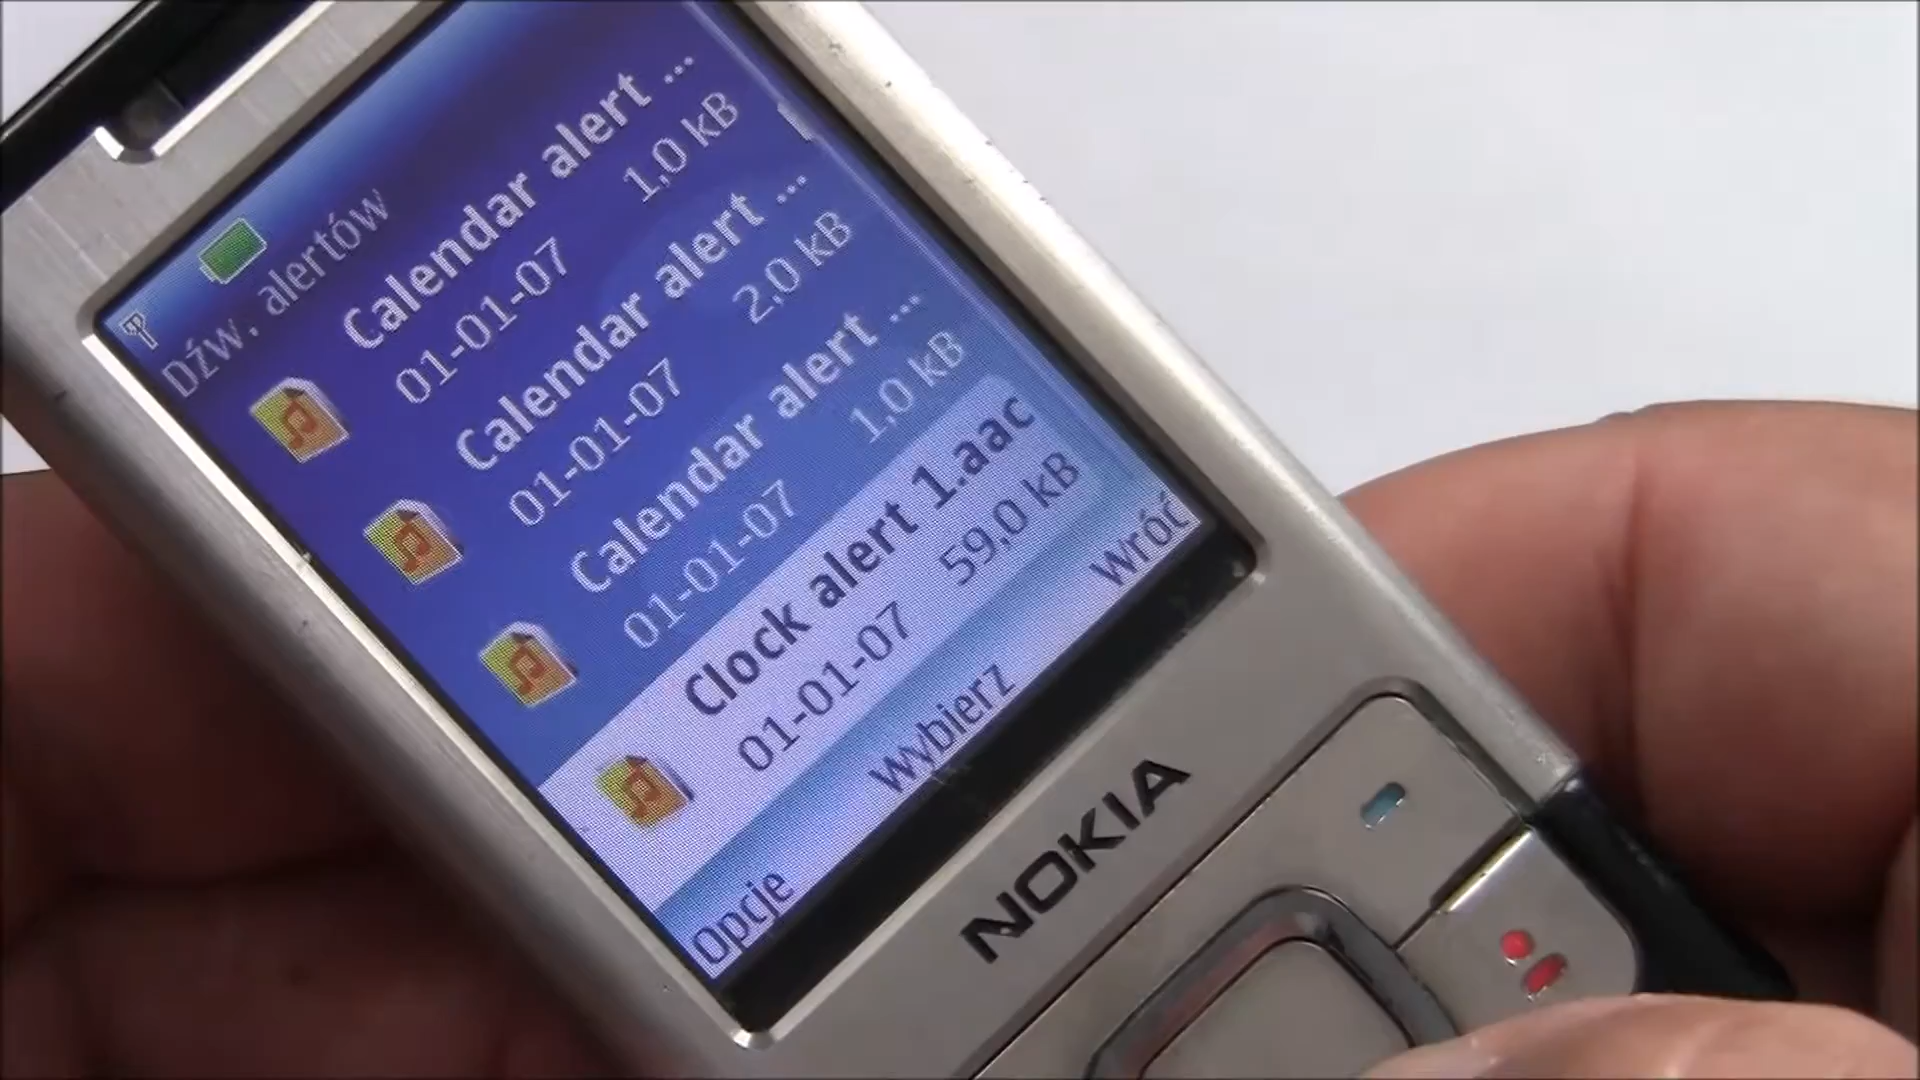 Dźw. alertów
Calendar alert ...
01-01-07 1,0 kB
Calendar alert ...
01-01-07 2,0 kB
Calendar alert ...
01-01-07 1,0 kB
Clock alert 1.aac
01-01-07 59,0 kB
Opcje Wybierz Wróć
NOKIA